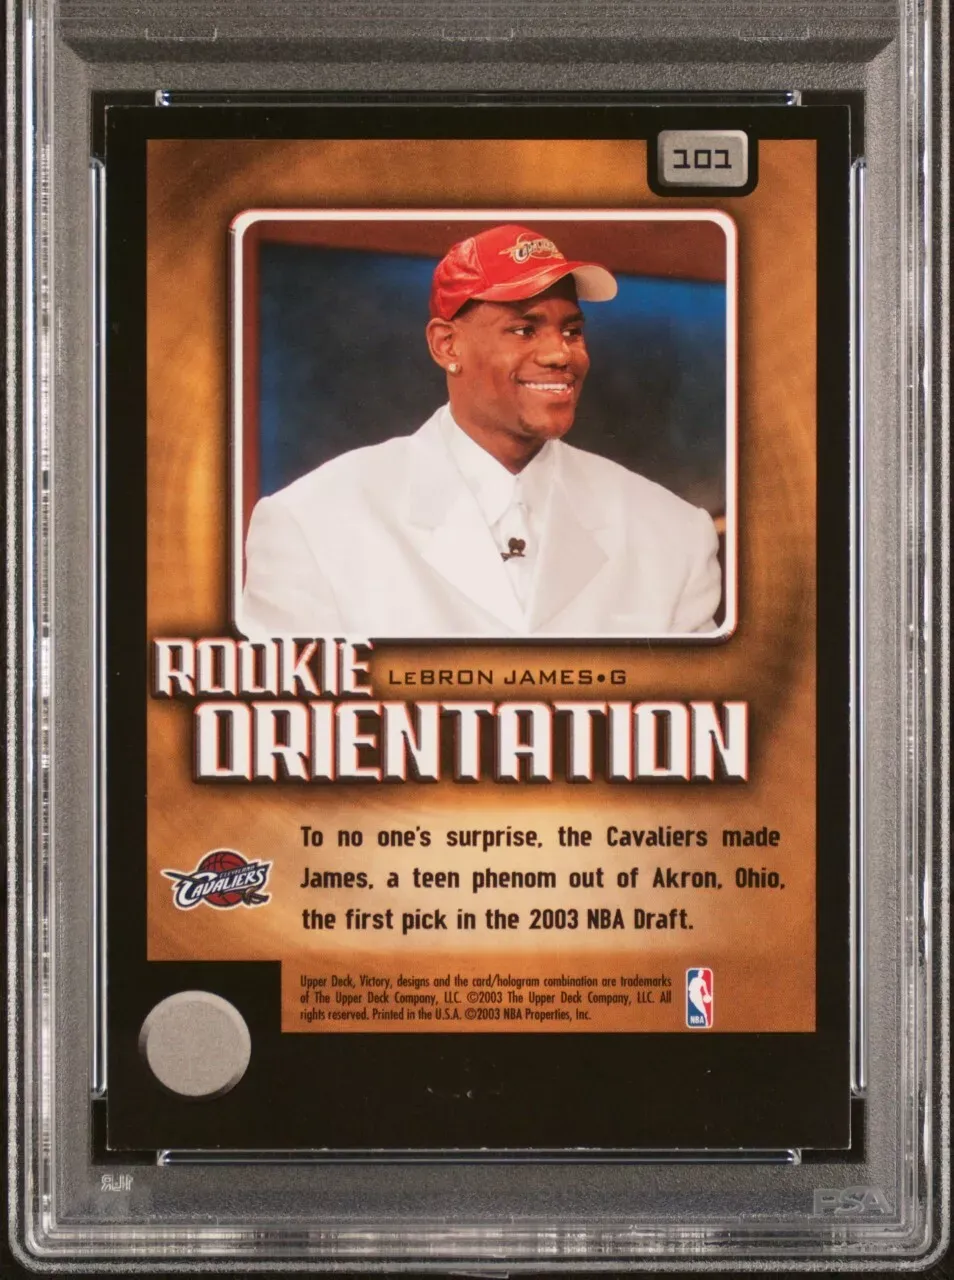 101
ROOKIE LEBRON JAMES•G
ORIENTATION
To no one's surprise, the Cavaliers made
James, a teen phenom out of Akron, Ohio,
the first pick in the 2003 NBA Draft.
CLEVELAND
CAVALIERS
Upper Deck, Victory, designs and the card/hologram combination are trademarks
of The Upper Deck Company, LLC. ©2003 The Upper Deck Company, LLC. All
rights reserved. Printed in the U.S.A. ©2003 NBA Properties, Inc.
NBA
PSA